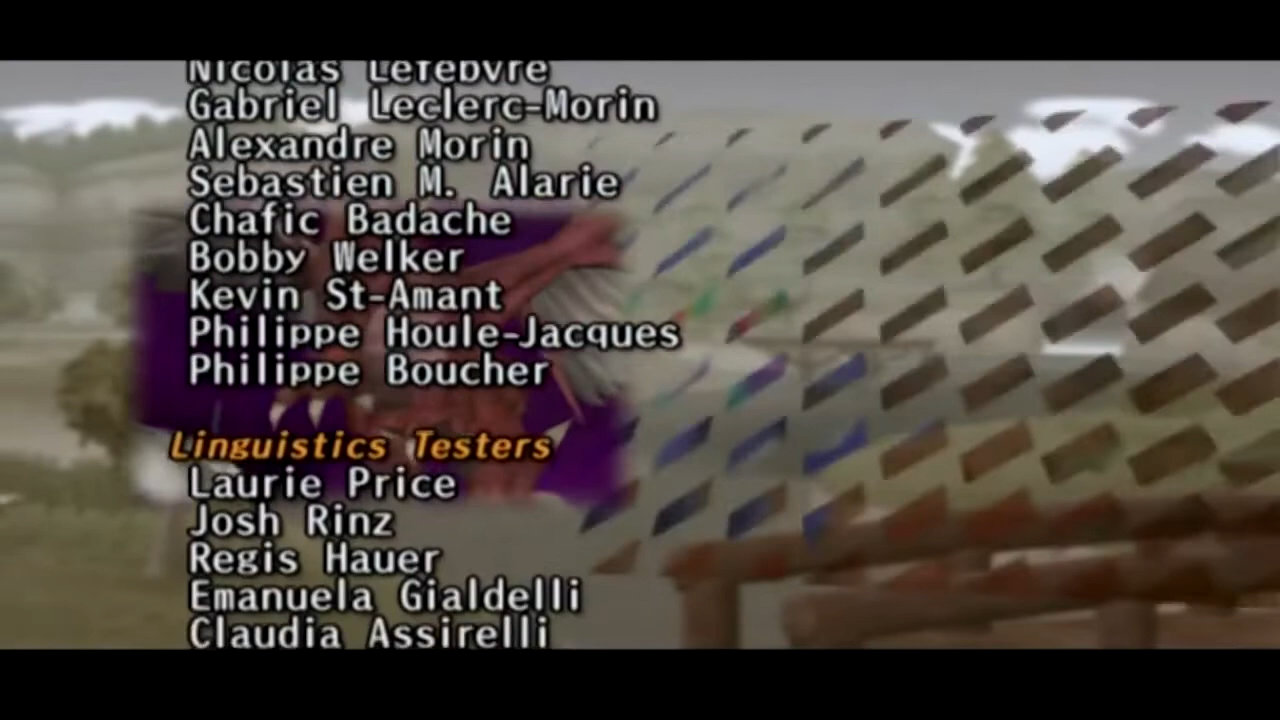 Nicolas Lefebvre
Gabriel Leclerc-Morin
Alexandre Morin
Sebastien M. Alarie
Chafic Badache
Bobby Welker
Kevin St-Amant
Philippe Houle-Jacques
Philippe Boucher
Linguistics Testers
Laurie Price
Josh Rinz
Regis Hauer
Emanuela Gialdelli
Claudia Assirelli